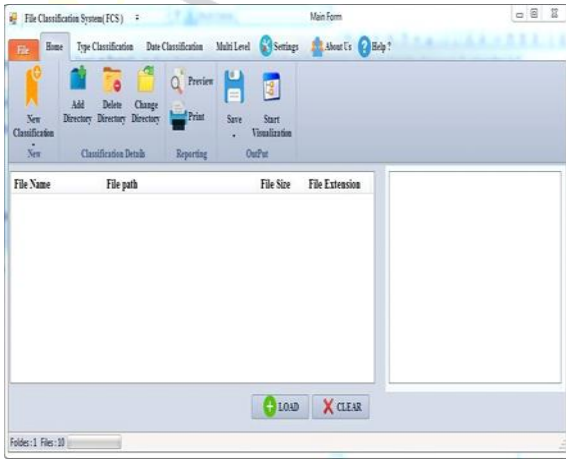 File Classification System( FCS )
Main Form
File Home Type Classification Date Classification Multi Level Settings About Us Help ?
New Classification
Add Directory
Delete Directory
Change Directory
Preview
Print
Save
Start Visualization
New Classification Details Reporting OutPut
File Name File path File Size File Extension
LOAD CLEAR
Foldes : 1 Files : 10